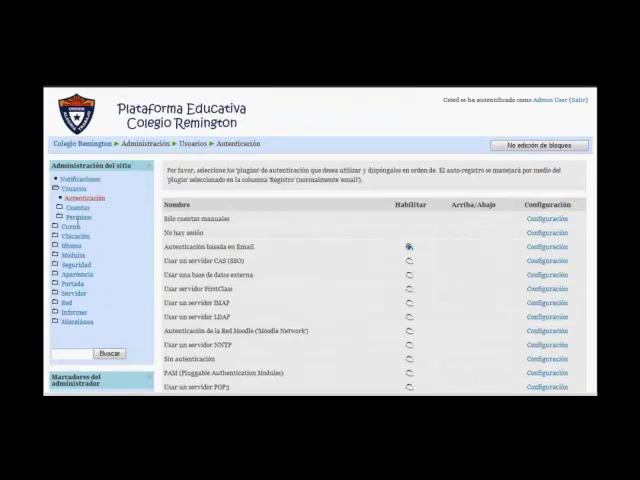 Plataforma Educativa
Colegio Remington
Usted se ha autentificado como Admin User (Salir)
Colegio Remington ► Administración ► Usuarios ► Autenticación
No edición de bloques
Administración del sitio
Notificaciones
Usuarios
Autenticación
Cuentas
Permisos
Cursos
Ubicación
Idioma
Módulos
Seguridad
Apariencia
Portada
Servidor
Red
Informes
Miscelánea
Buscar
Marcadores del
administrador
Por favor, seleccione los 'plugins' de autenticación que desea utilizar y dispóngalos en orden de. El auto-registro se manejará por medio del
'plugin' seleccionado en la columna 'Registro' (normalmente 'email').
Nombre Habilitar Arriba/Abajo Configuración
Sólo cuentas manuales Configuración
No hay sesión Configuración
Autenticación basada en Email Configuración
Usar un servidor CAS (SSO) Configuración
Usar una base de datos externa Configuración
Usar servidor FirstClass Configuración
Usar un servidor IMAP Configuración
Usar un servidor LDAP Configuración
Autenticación de la Red Moodle ('Moodle Network') Configuración
Usar un servidor NNTP Configuración
Sin autenticación Configuración
PAM (Pluggable Authentication Modules) Configuración
Usar un servidor POP3 Configuración